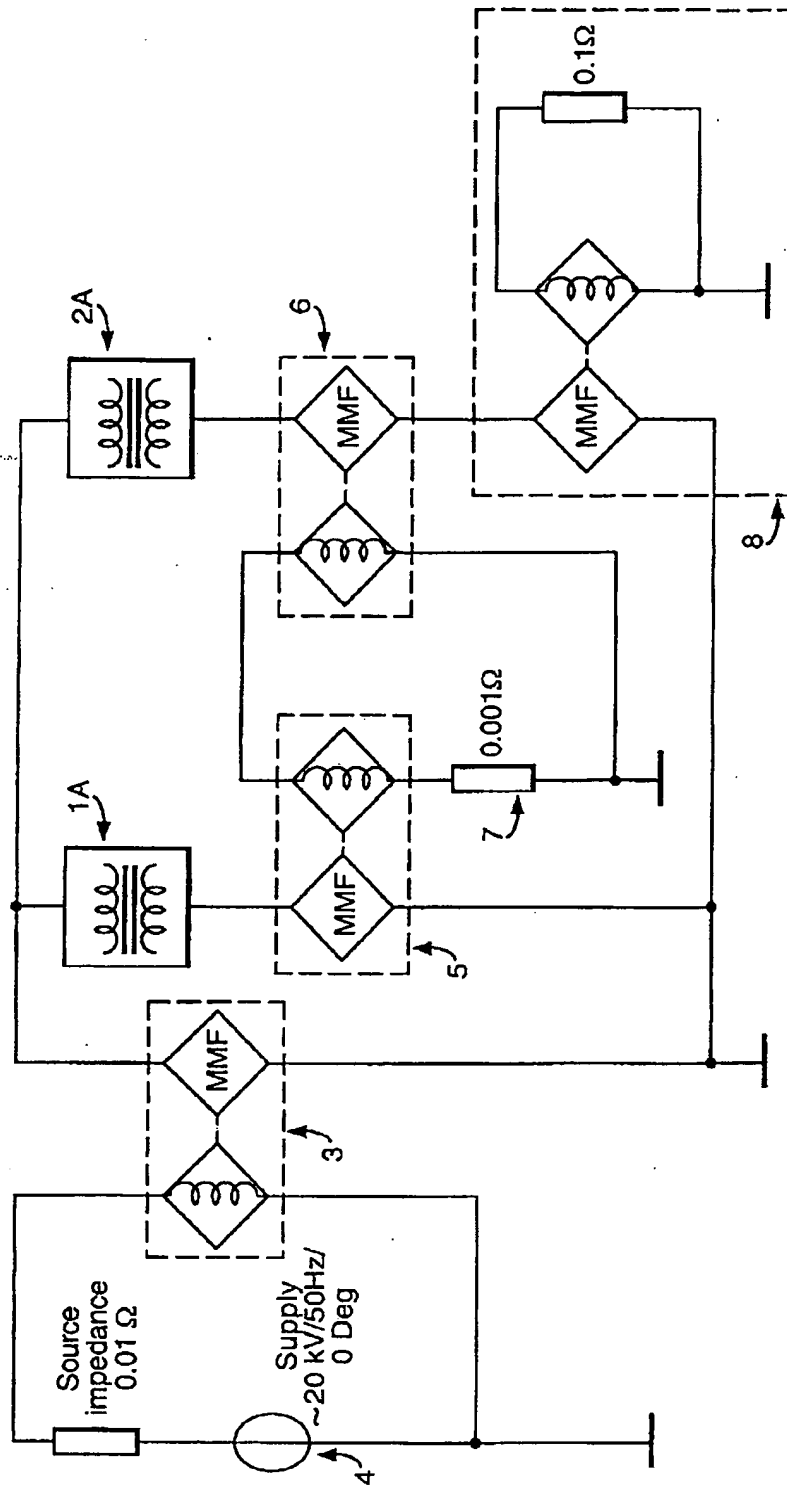 Source
impedance
0.01 Ω
Supply
~20 kV/50Hz/
0 Deg
4
3
MMF
1A
MMF
5
7
0.001Ω
2A
6
MMF
MMF
8
0.1Ω